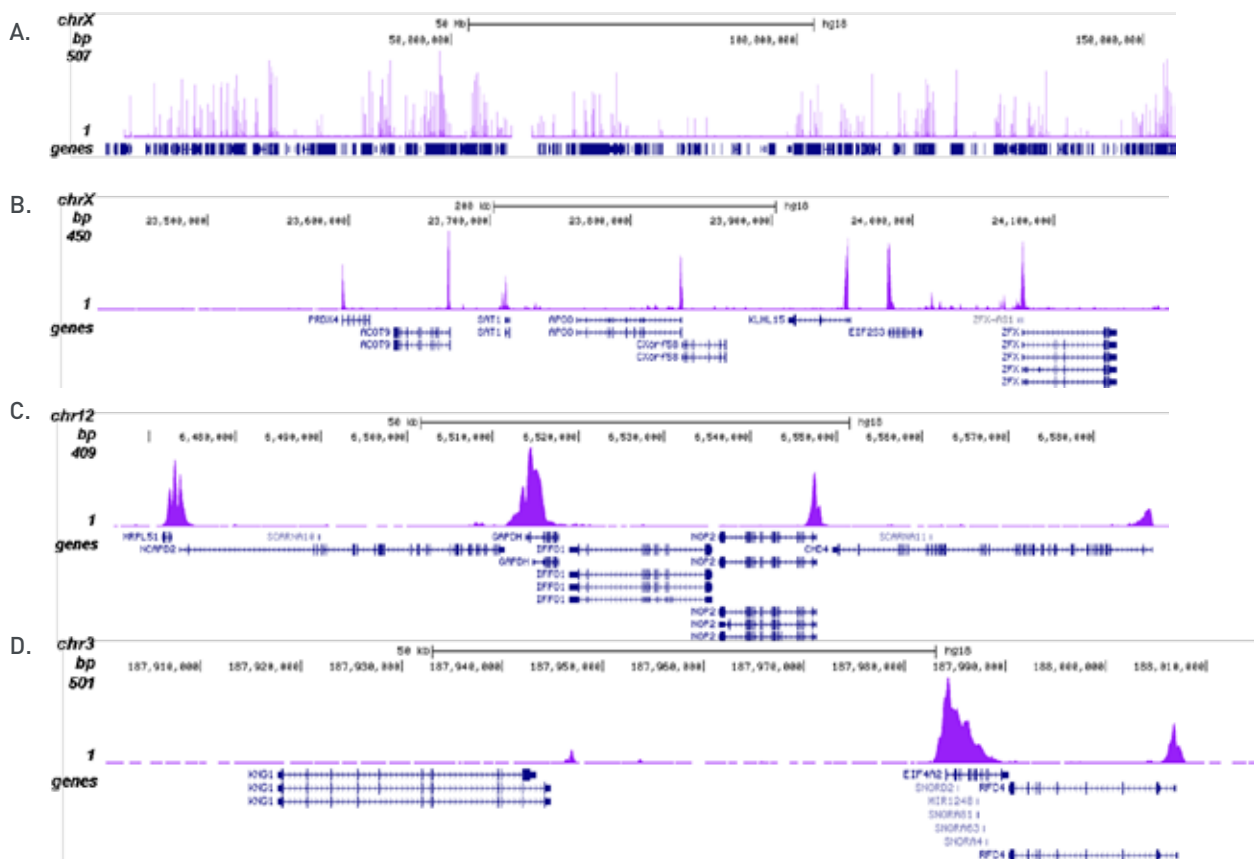 A.
chrX
50 Mb hg18
bp
50,000,000 100,000,000 150,000,000
507
1
genes
B.
chrX
200 kb hg18
bp
23,500,000 23,600,000 23,700,000 23,800,000 23,900,000 24,000,000 24,100,000
450
1
genes
PRDX4 SAT1 APOO KLHL15 ZFX-AS1
ACOT9 SAT1 APOO EIF2S3 ZFX
ACOT9 CXorf58 ZFX
CXorf58 ZFX
ZFX
ZFX
C.
chr12
50 kb hg18
bp
6,480,000 6,490,000 6,500,000 6,510,000 6,520,000 6,530,000 6,540,000 6,550,000 6,560,000 6,570,000 6,580,000
409
1
genes
MRPL51 SCARNA10 GAPDH NOP2 SCARNA11
NCAPD2 IFFO1 CHD4
GAPDH NOP2
IFFO1
IFFO1
IFFO1
NOP2
NOP2
NOP2
D.
chr3
50 kb hg18
bp
187,910,000 187,920,000 187,930,000 187,940,000 187,950,000 187,960,000 187,970,000 187,980,000 187,990,000 188,000,000 188,010,000
501
1
genes
KNG1 EIF4A2
KNG1 SNORD2 RFC4
KNG1 MIR1248
SNORA81
SNORA63
SNORA4
RFC4